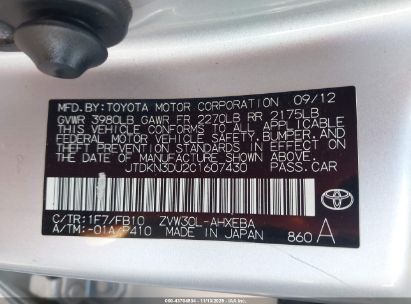 MFD. BY: TOYOTA MOTOR CORPORATION 09/12
GVWR 3980LB GAWR FR 2270LB RR 2175LB
THIS VEHICLE CONFORMS TO ALL APPLICABLE
FEDERAL MOTOR VEHICLE SAFETY, BUMPER, AND
THEFT PREVENTION STANDARDS IN EFFECT ON
THE DATE OF MANUFACTURE SHOWN ABOVE.
JTDKN3DU2C1607430 PASS.CAR
C/TR:1F7/FB10 ZVW30L-AHXEBA
A/TM:-01A/P410 MADE IN JAPAN 860A
TOYOTA